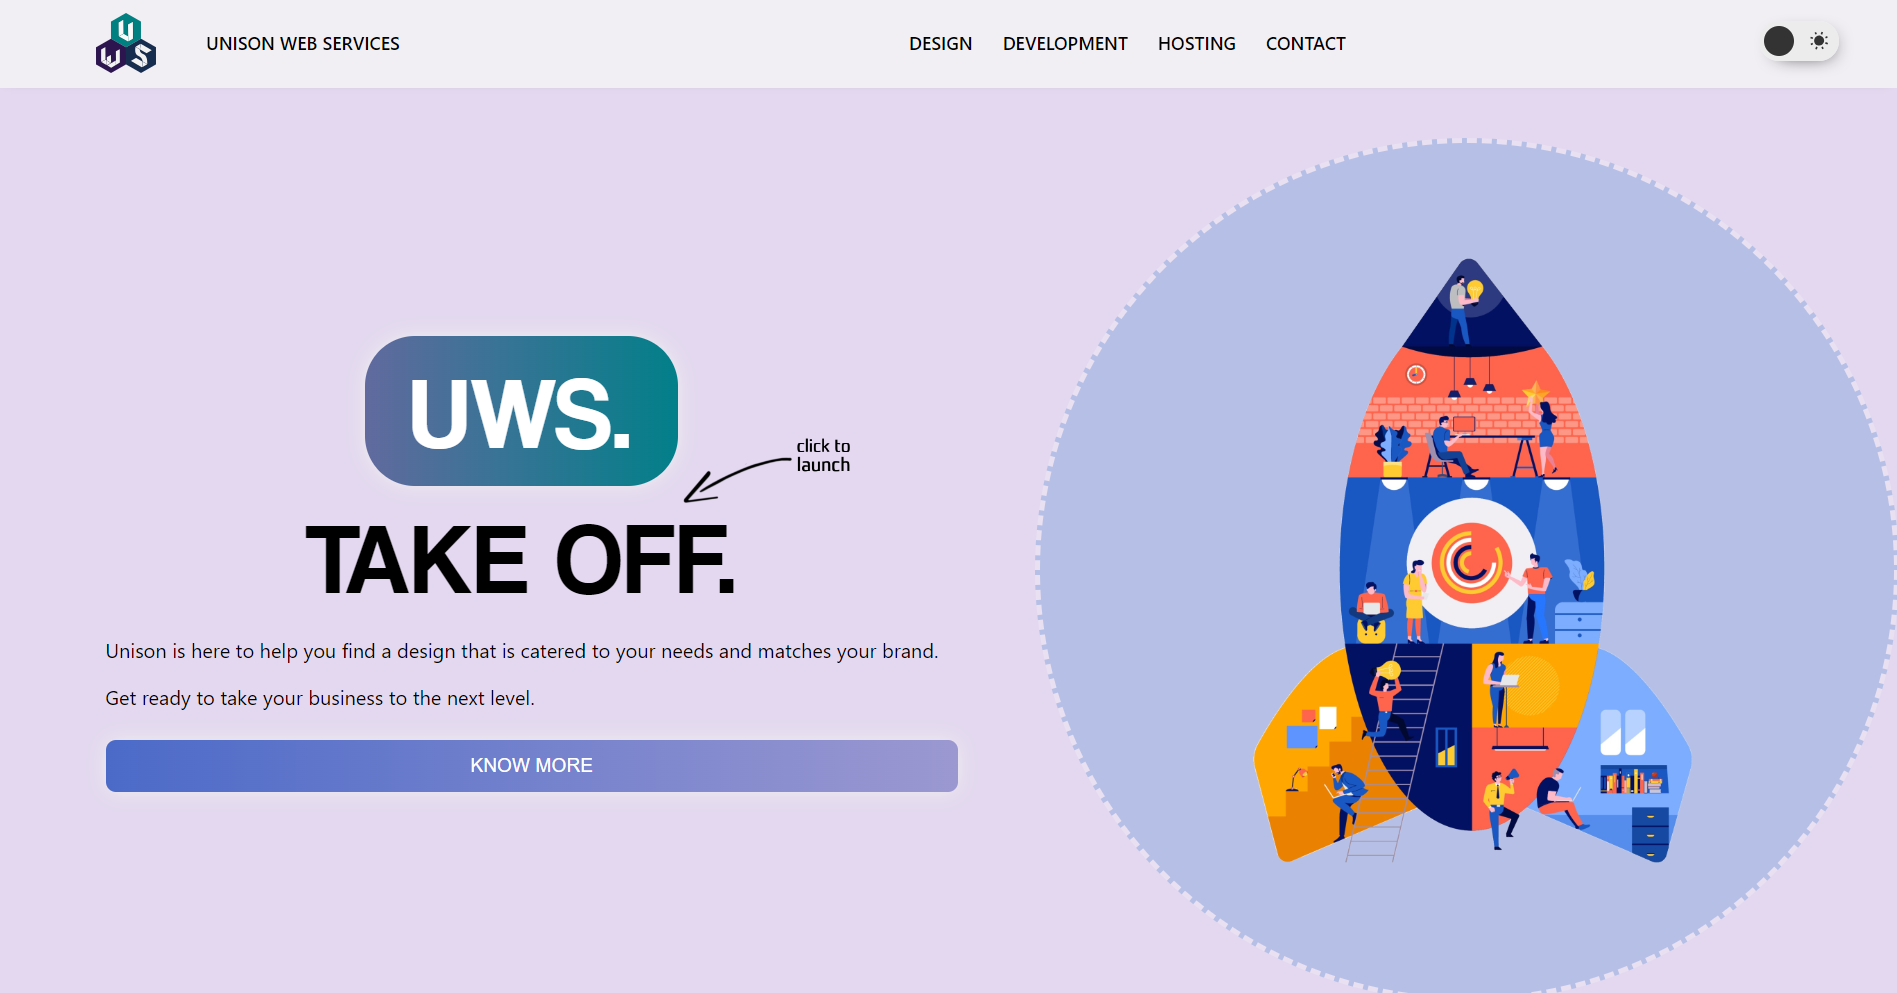 UWS
UNISON WEB SERVICES
DESIGN
DEVELOPMENT
HOSTING
CONTACT
UWS.
click to
launch
TAKE OFF.
Unison is here to help you find a design that is catered to your needs and matches your brand.
Get ready to take your business to the next level.
KNOW MORE